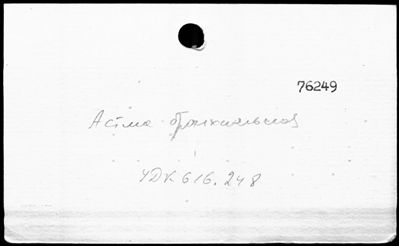 76249
Астма бронхиальная
УДК 616.248